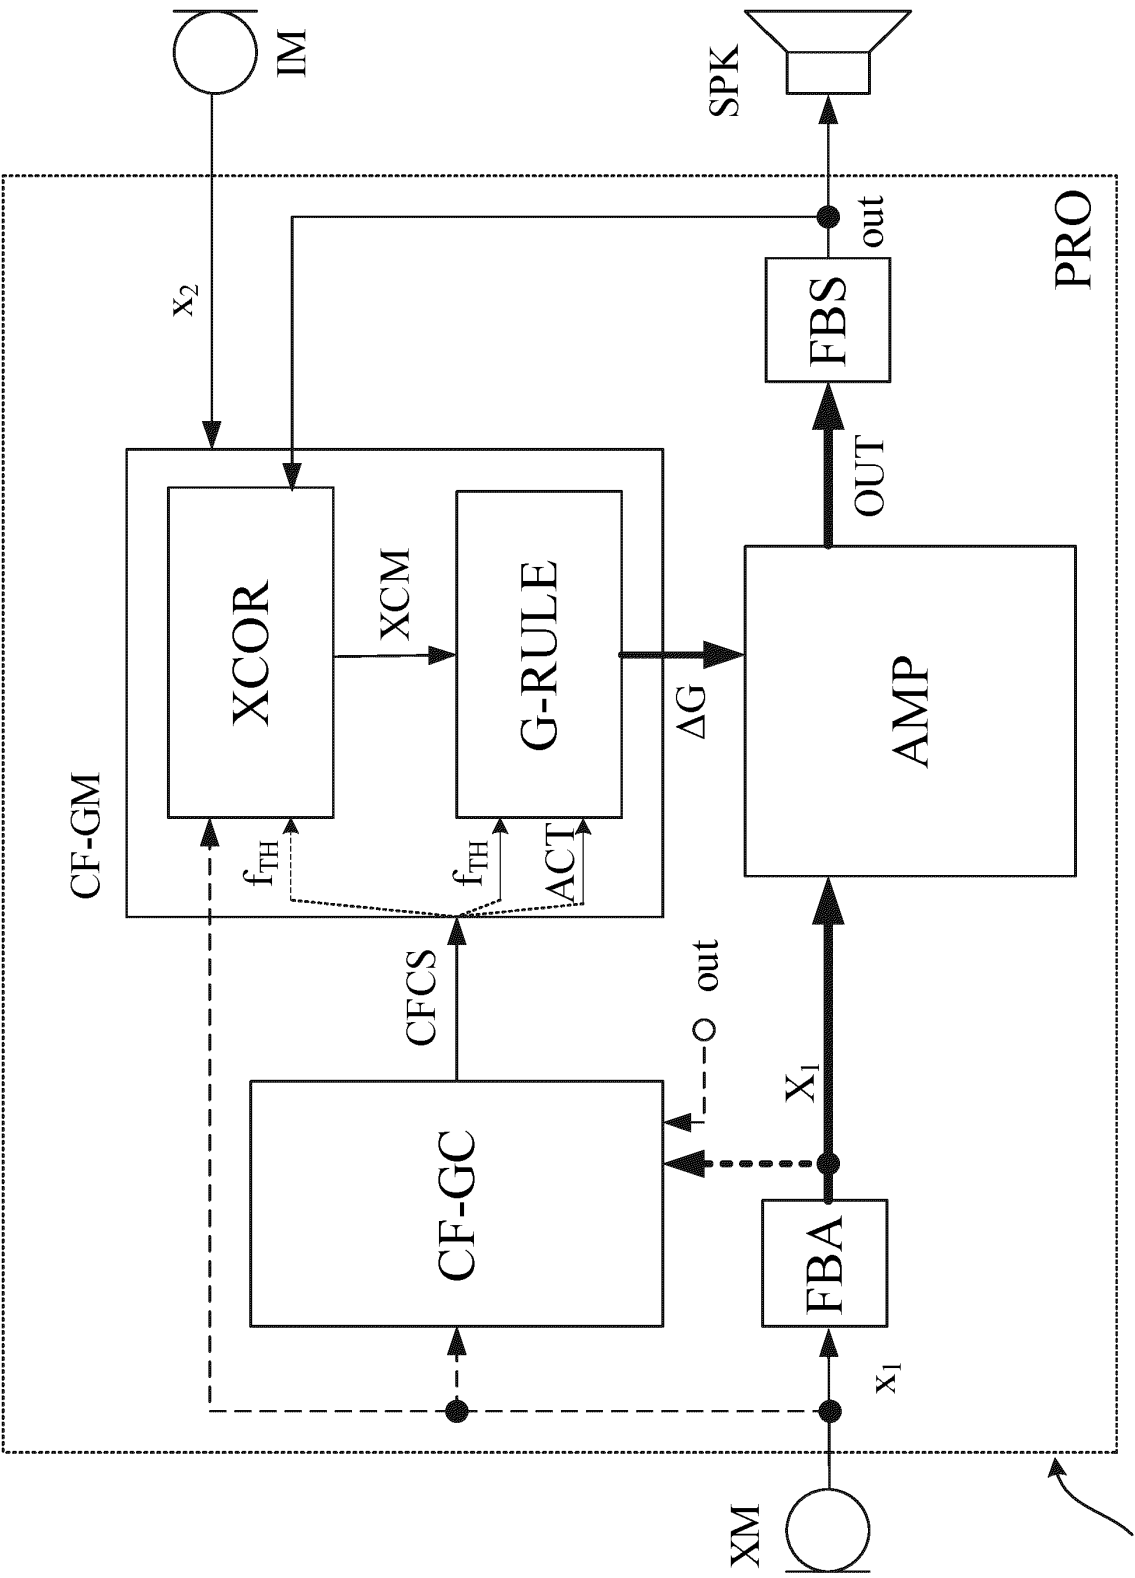 IM
SPK
x2
out
PRO
FBS
OUT
XCOR
XCM
G-RULE
CF-GM
ΔG
AMP
fTH
fTH
ACT
CFCS
out
CF-GC
X1
FBA
x1
XM